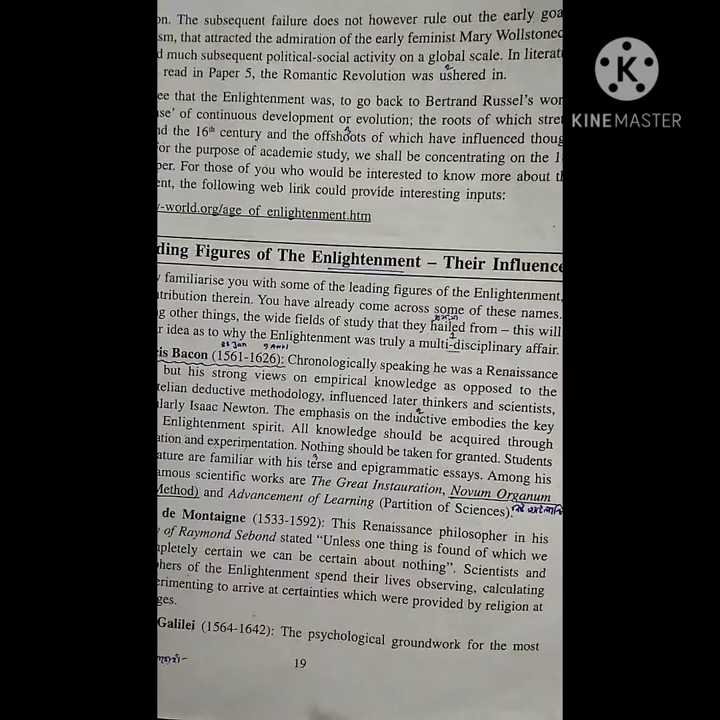 on. The subsequent failure does not however rule out the early goa
sm, that attracted the admiration of the early feminist Mary Wollstonec
d much subsequent political-social activity on a global scale. In literatu
read in Paper 5, the Romantic Revolution was ushered in.
ee that the Enlightenment was, to go back to Bertrand Russel's wor
se' of continuous development or evolution; the roots of which stret
nd the 16th century and the offshoots of which have influenced thoug
for the purpose of academic study, we shall be concentrating on the 1
per. For those of you who would be interested to know more about th
ent, the following web link could provide interesting inputs:
-world.org/age_of_enlightenment.htm
ding Figures of The Enlightenment – Their Influence
familiarise you with some of the leading figures of the Enlightenment,
ntribution therein. You have already come across some of these names.
g other things, the wide fields of study that they hailed from – this will
r idea as to why the Enlightenment was truly a multi-disciplinary affair.
cis Bacon (1561-1626): Chronologically speaking he was a Renaissance
but his strong views on empirical knowledge as opposed to the
telian deductive methodology, influenced later thinkers and scientists,
ularly Isaac Newton. The emphasis on the inductive embodies the key
Enlightenment spirit. All knowledge should be acquired through
ation and experimentation. Nothing should be taken for granted. Students
ature are familiar with his terse and epigrammatic essays. Among his
amous scientific works are The Great Instauration, Novum Organum
Method) and Advancement of Learning (Partition of Sciences).
de Montaigne (1533-1592): This Renaissance philosopher in his
of Raymond Sebond stated "Unless one thing is found of which we
mpletely certain we can be certain about nothing". Scientists and
phers of the Enlightenment spend their lives observing, calculating
erimenting to arrive at certainties which were provided by religion at
ges.
Galilei (1564-1642): The psychological groundwork for the most
19
K
KINEMASTER